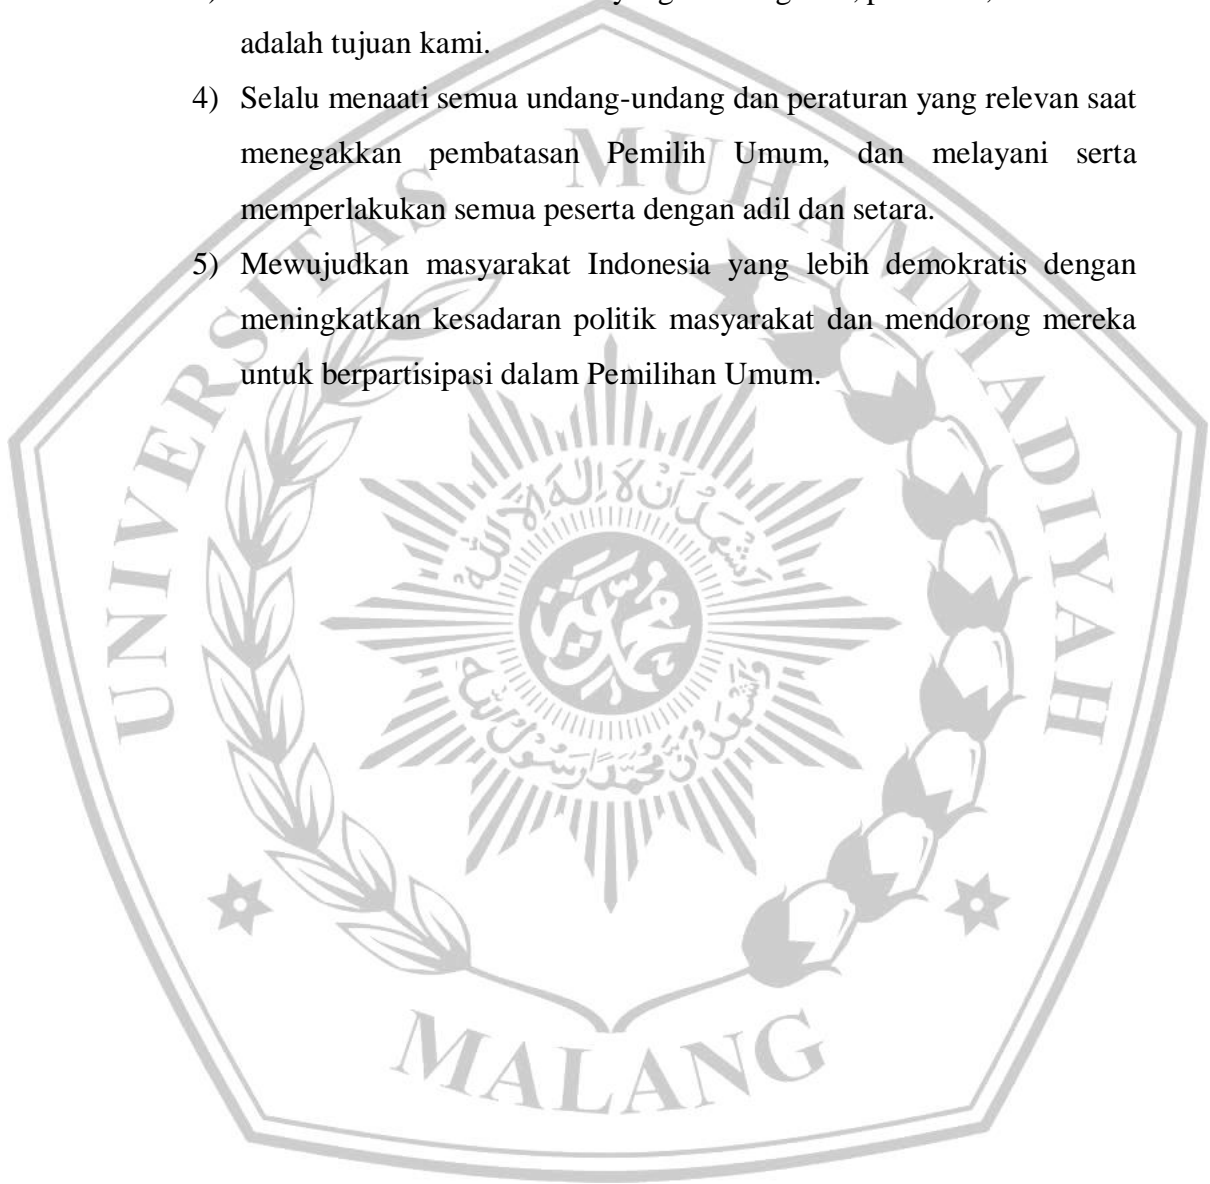 adalah tujuan kami.
4) Selalu menaati semua undang-undang dan peraturan yang relevan saat
menegakkan pembatasan Pemilih Umum, dan melayani serta
memperlakukan semua peserta dengan adil dan setara.
5) Mewujudkan masyarakat Indonesia yang lebih demokratis dengan
meningkatkan kesadaran politik masyarakat dan mendorong mereka
untuk berpartisipasi dalam Pemilihan Umum.
UNIVERSITAS MUHAMMADIYAH
MALANG